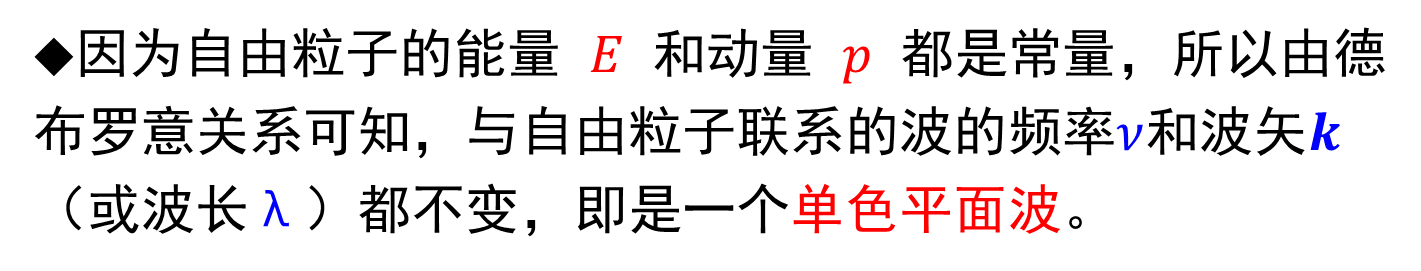 ◆因为自由粒子的能量 E 和动量 p 都是常量，所以由德
布罗意关系可知，与自由粒子联系的波的频率ν和波矢k
（或波长 λ ）都不变，即是一个单色平面波。